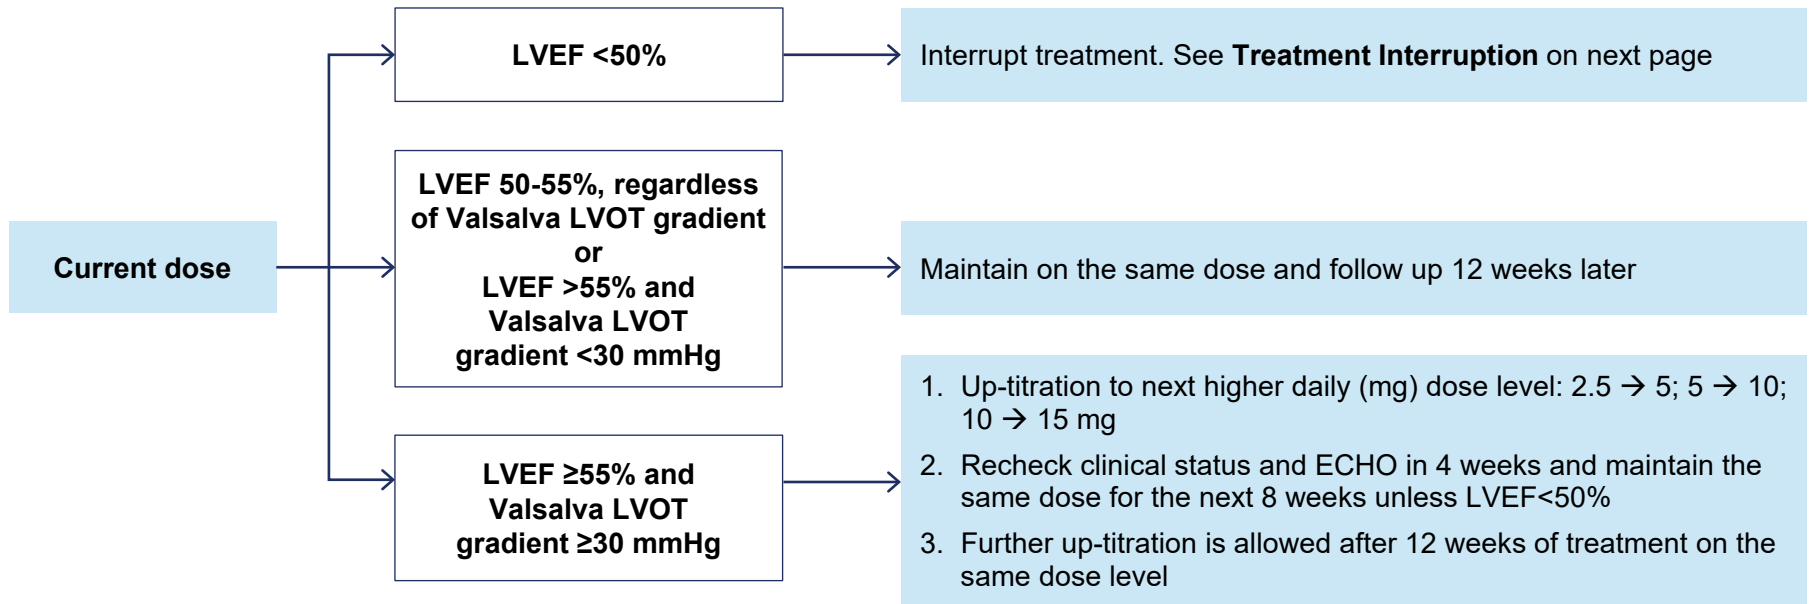 Current dose
LVEF <50%
Interrupt treatment. See Treatment Interruption on next page
LVEF 50-55%, regardless
of Valsalva LVOT gradient
or
LVEF >55% and
Valsalva LVOT
gradient <30 mmHg
Maintain on the same dose and follow up 12 weeks later
LVEF ≥55% and
Valsalva LVOT
gradient ≥30 mmHg
1. Up-titration to next higher daily (mg) dose level: 2.5 → 5; 5 → 10;
10 → 15 mg
2. Recheck clinical status and ECHO in 4 weeks and maintain the
same dose for the next 8 weeks unless LVEF<50%
3. Further up-titration is allowed after 12 weeks of treatment on the
same dose level